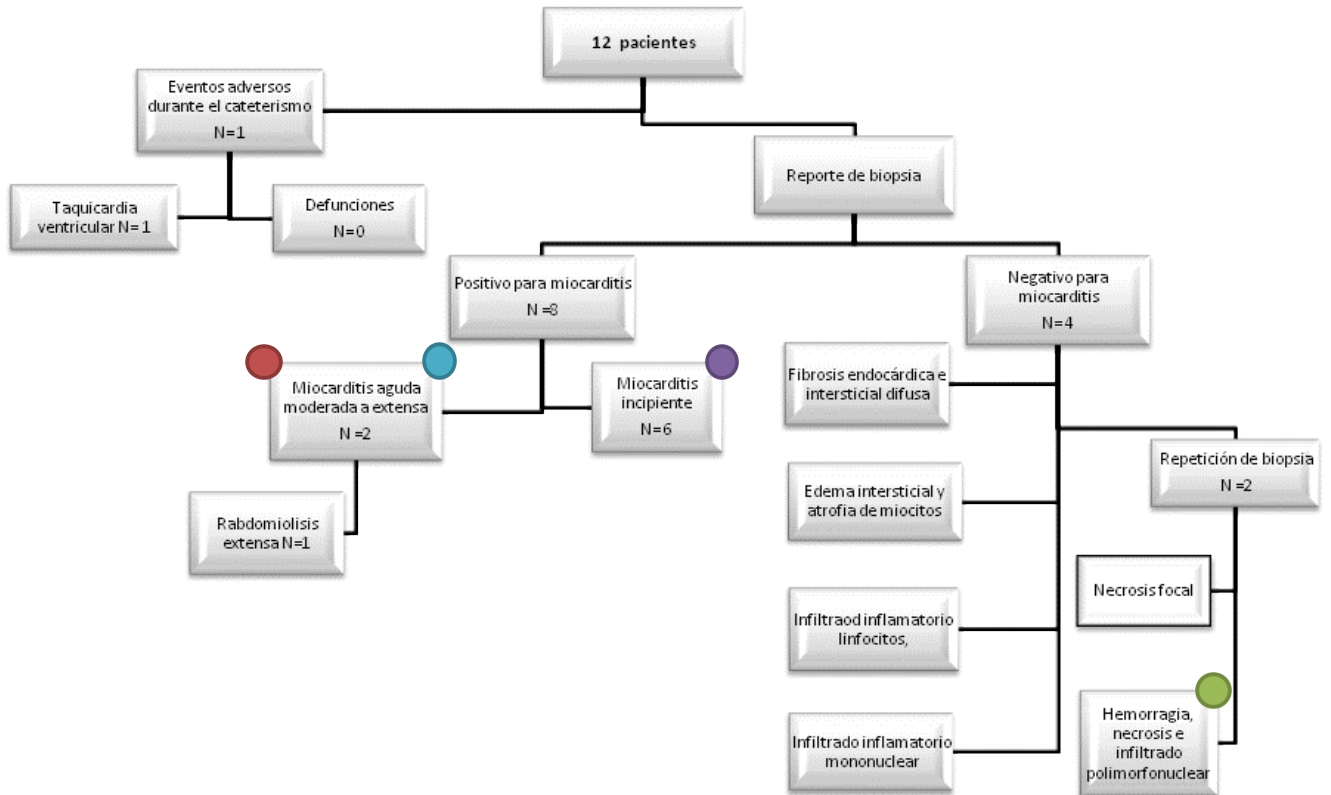 12 pacientes
Eventos adversos
durante el cateterismo
N=1
Taquicardia
ventricular N=1
Defunciones
N=0
Reporte de biopsia
Positivo para miocarditis
N =8
Negativo para
miocarditis
N=4
Miocarditis aguda
moderada a extensa
N =2
Miocarditis
incipiente
N=6
Rabdomiolisis
extensa N=1
Fibrosis endocárdica e
intersticial difusa
Edema intersticial y
atrofia de miocitos
Infiltraod inflamatorio
linfocitos,
Infiltrado inflamatorio
mononuclear
Repetición de biopsia
N =2
Necrosis focal
Hemorragia,
necrosis e
infiltrado
polimorfonuclear